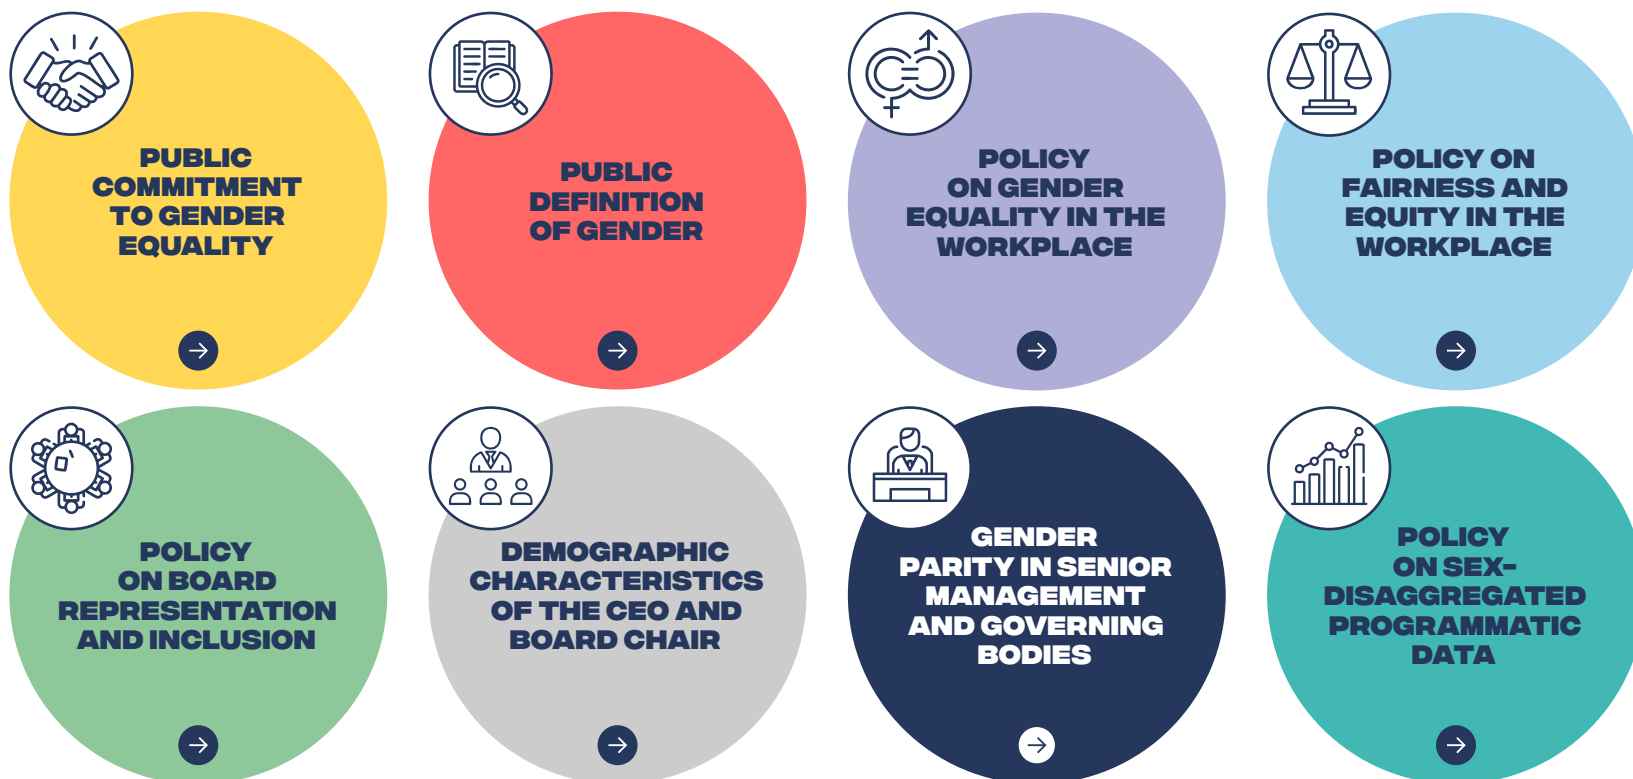 PUBLIC
COMMITMENT
TO GENDER
EQUALITY
PUBLIC
DEFINITION
OF GENDER
POLICY
ON GENDER
EQUALITY IN THE
WORKPLACE
POLICY ON
FAIRNESS AND
EQUITY IN THE
WORKPLACE
POLICY
ON BOARD
REPRESENTATION
AND INCLUSION
DEMOGRAPHIC
CHARACTERISTICS
OF THE CEO AND
BOARD CHAIR
GENDER
PARITY IN SENIOR
MANAGEMENT
AND GOVERNING
BODIES
POLICY
ON SEX-
DISAGGREGATED
PROGRAMMATIC
DATA